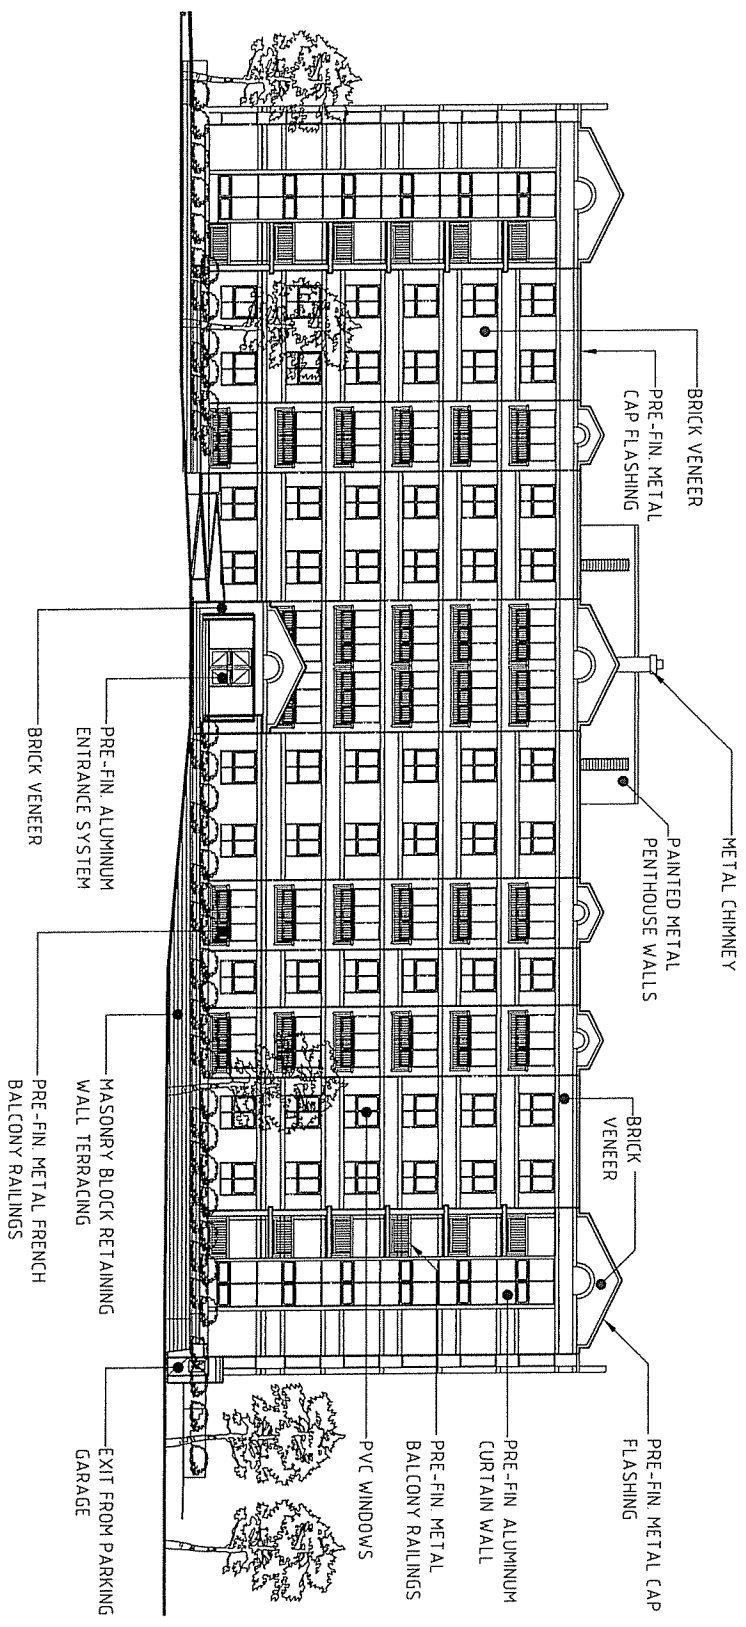 BRICK VENEER
PRE-FIN. METAL
CAP FLASHING
METAL CHIMNEY
PAINTED METAL
PENTHOUSE WALLS
BRICK
VENEER
PRE-FIN. METAL CAP
FLASHING
PRE-FIN ALUMINUM
CURTAIN WALL
PRE-FIN. METAL
BALCONY RAILINGS
PVC WINDOWS
BRICK VENEER
PRE-FIN. ALUMINUM
ENTRANCE SYSTEM
PRE-FIN. METAL FRENCH
BALCONY RAILINGS
MASONRY BLOCK RETAINING
WALL TERRACING
EXIT FROM PARKING
GARAGE